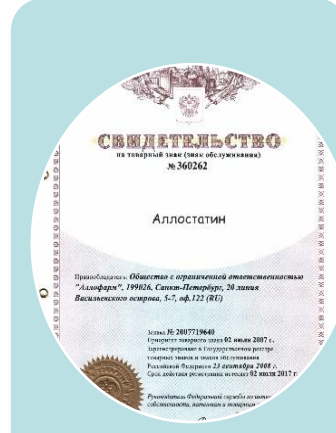 СВИДЕТЕЛЬСТВО
на товарный знак (знак обслуживания)
№ 360262
Аллостатин
Правообладатель: Общество с ограниченной ответственностью
"Аллофарм", 199026, Санкт-Петербург, 20 линия
Васильевского острова, 5-7, оф.122 (RU)
Заявка № 2007719640
Приоритет товарного знака 02 июля 2007 г.
Зарегистрировано в Государственном реестре
товарных знаков и знаков обслуживания
Российской Федерации 23 сентября 2008 г.
Срок действия регистрации истекает 02 июля 2017 г.
Руководитель Федеральной службы по
собственности, патентам и товарным